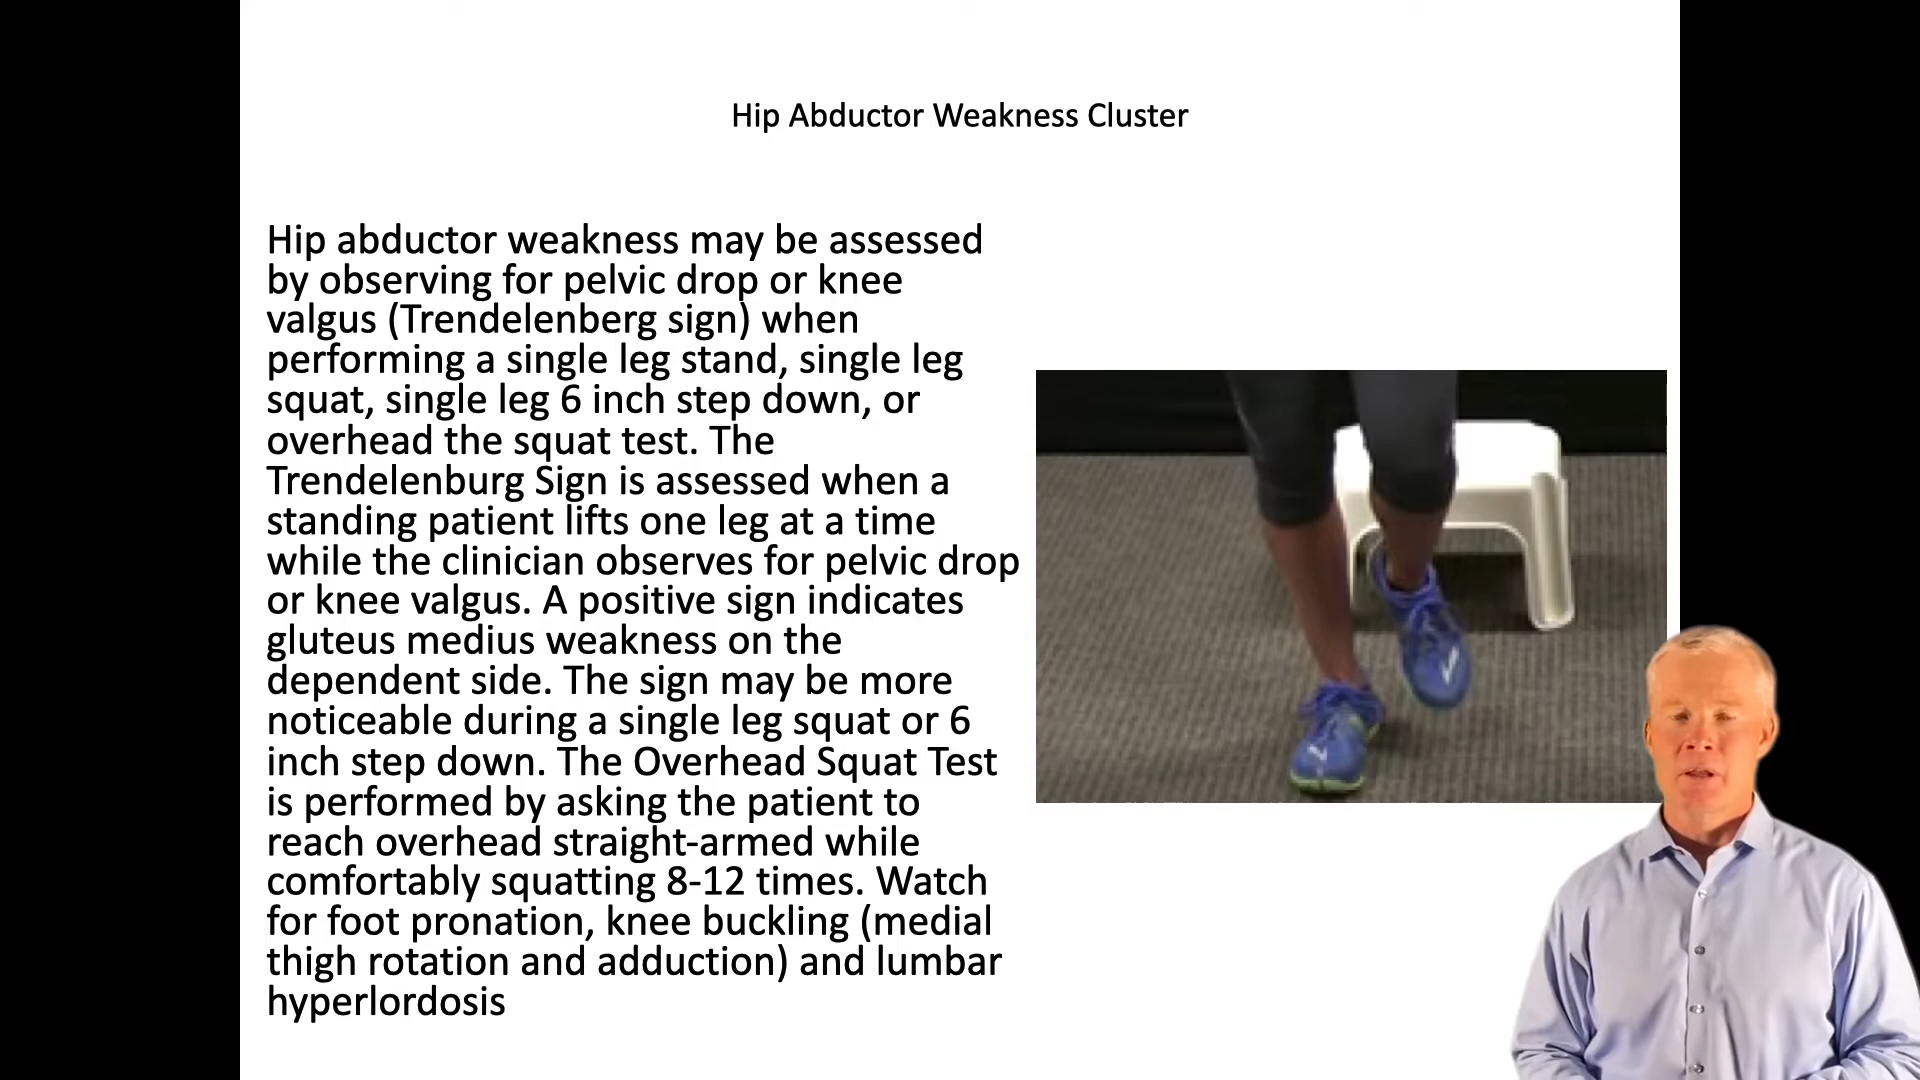 Hip Abductor Weakness Cluster
Hip abductor weakness may be assessed
by observing for pelvic drop or knee
valgus (Trendelenberg sign) when
performing a single leg stand, single leg
squat, single leg 6 inch step down, or
overhead the squat test. The
Trendelenburg Sign is assessed when a
standing patient lifts one leg at a time
while the clinician observes for pelvic drop
or knee valgus. A positive sign indicates
gluteus medius weakness on the
dependent side. The sign may be more
noticeable during a single leg squat or 6
inch step down. The Overhead Squat Test
is performed by asking the patient to
reach overhead straight-armed while
comfortably squatting 8-12 times. Watch
for foot pronation, knee buckling (medial
thigh rotation and adduction) and lumbar
hyperlordosis